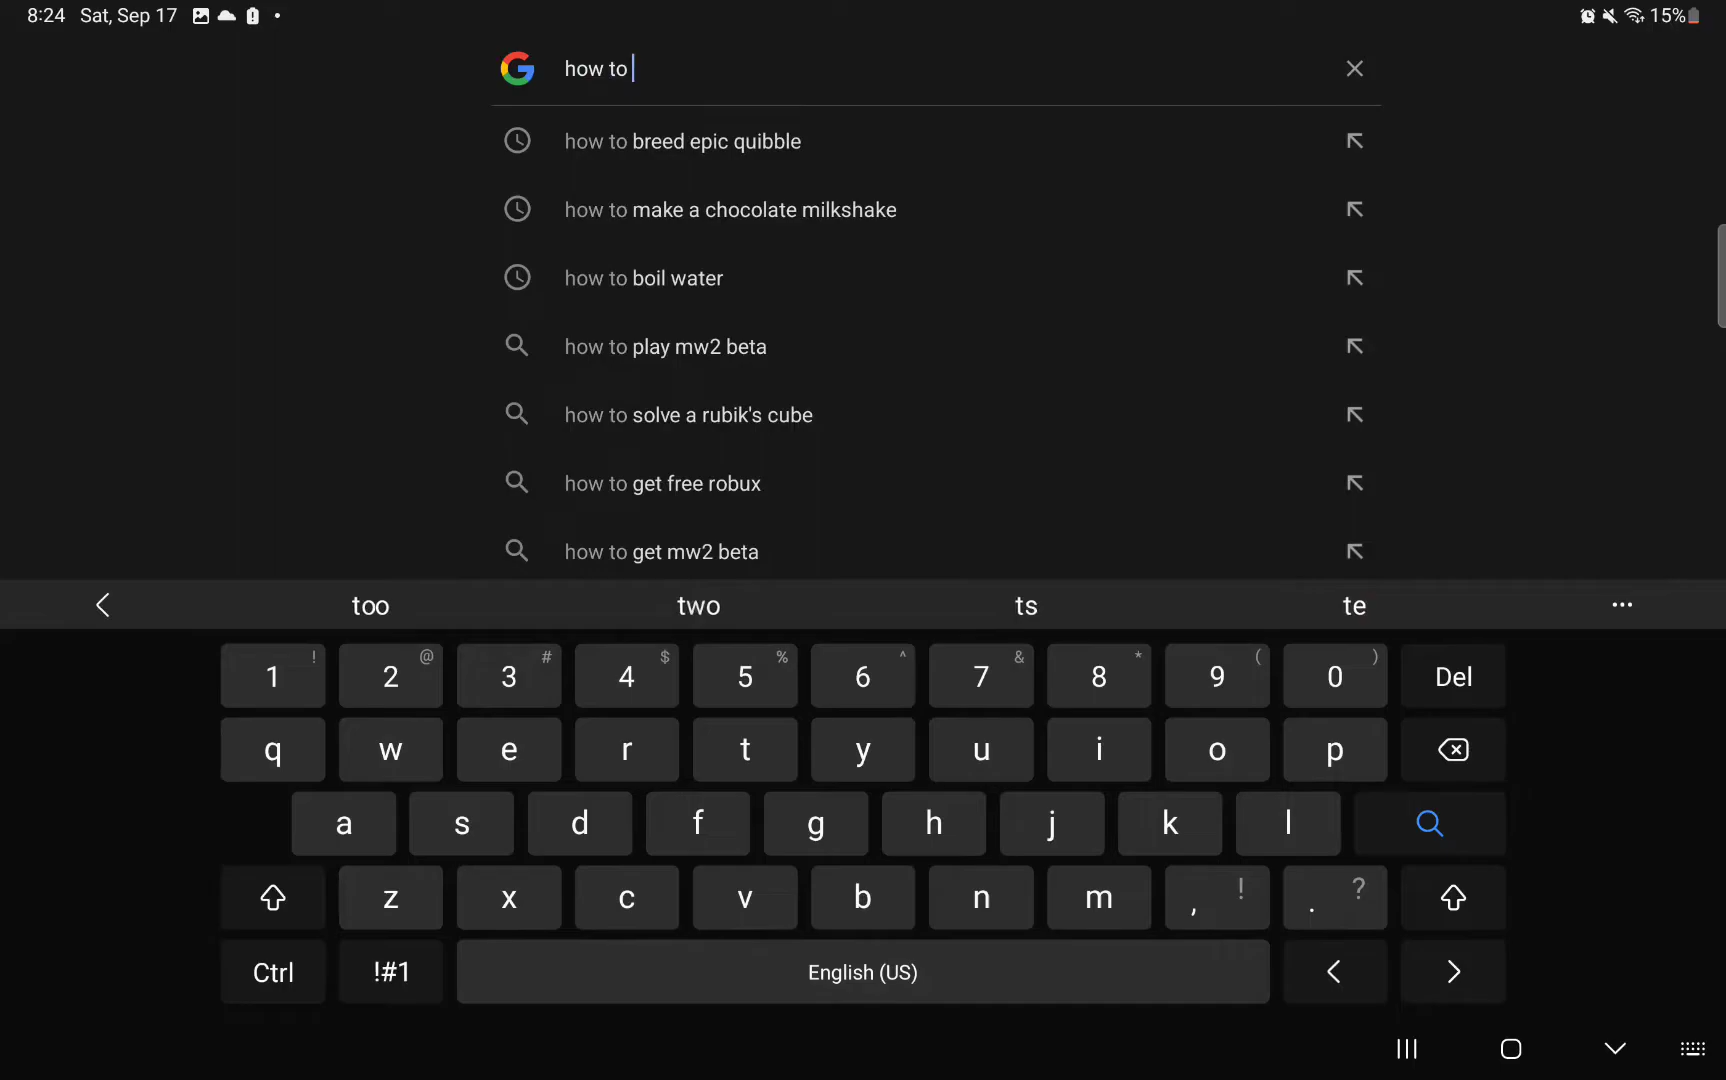 8:24 Sat, Sep 17 15%
how to
how to breed epic quibble
how to make a chocolate milkshake
how to boil water
how to play mw2 beta
how to solve a rubik's cube
how to get free robux
how to get mw2 beta
too two ts te ...
! @ # $ % ^ & * ( )
1 2 3 4 5 6 7 8 9 0 Del
q w e r t y u i o p
a s d f g h j k l
z x c v b n m , ! . ?
Ctrl !#1 English (US) < >